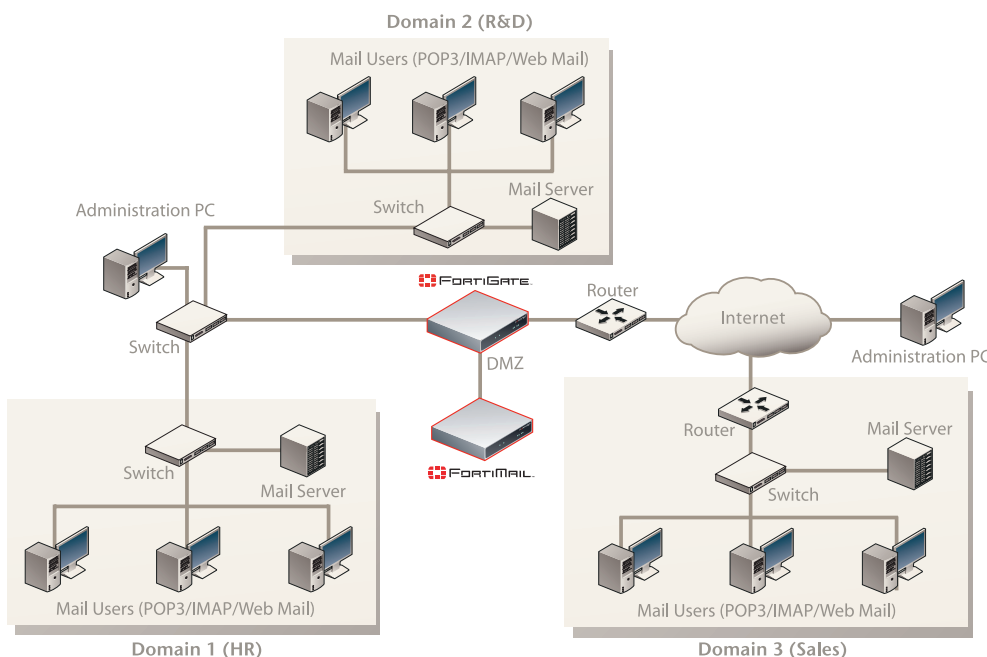 Domain 2 (R&D)
Mail Users (POP3/IMAP/Web Mail)
Mail Server
Switch
Administration PC
FORTIGATE
Router
Internet
Switch
DMZ
Administration PC
Router
Mail Server
Switch
Mail Server
FORTIMAIL
Switch
Mail Users (POP3/IMAP/Web Mail)
Mail Users (POP3/IMAP/Web Mail)
Domain 1 (HR)
Domain 3 (Sales)